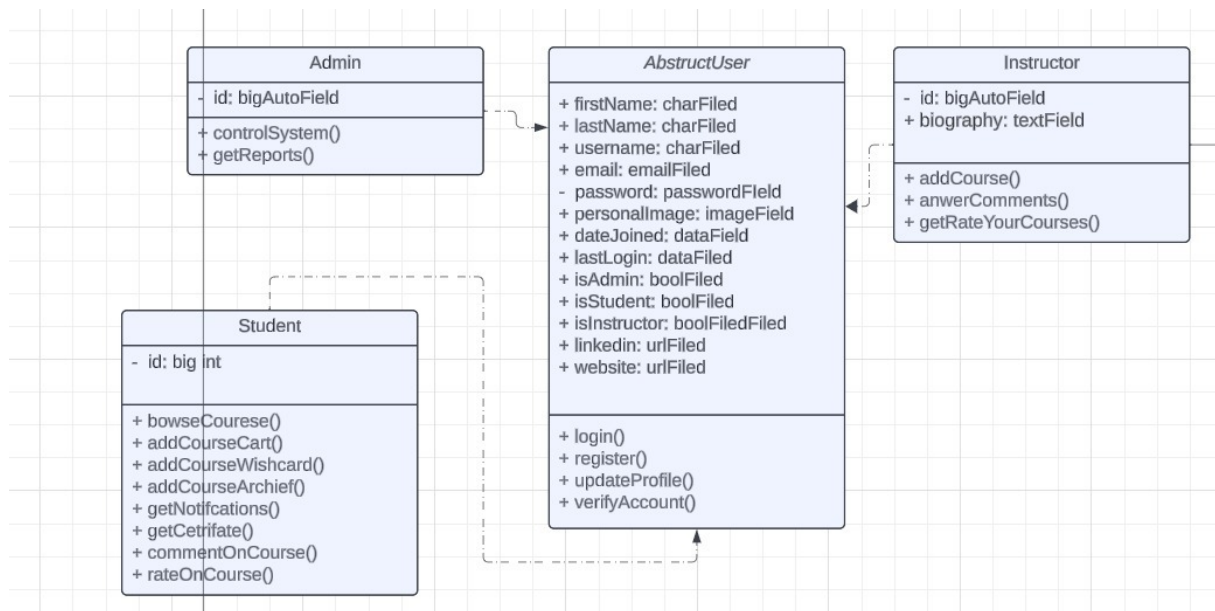 Admin
- id: bigAutoField
+ controlSystem()
+ getReports()
AbstructUser
+ firstName: charFiled
+ lastName: charFiled
+ username: charFiled
+ email: emailFiled
- password: passwordFIeld
+ personalImage: imageField
+ dateJoined: dataField
+ lastLogin: dataFiled
+ isAdmin: boolFiled
+ isStudent: boolFiled
+ isInstructor: boolFiledFiled
+ linkedin: urlFiled
+ website: urlFiled
+ login()
+ register()
+ updateProfile()
+ verifyAccount()
Instructor
- id: bigAutoField
+ biography: textField
+ addCourse()
+ anwerComments()
+ getRateYourCourses()
Student
- id: big int
+ bowseCourese()
+ addCourseCart()
+ addCourseWishcard()
+ addCourseArchief()
+ getNotifcations()
+ getCetrifate()
+ commentOnCourse()
+ rateOnCourse()